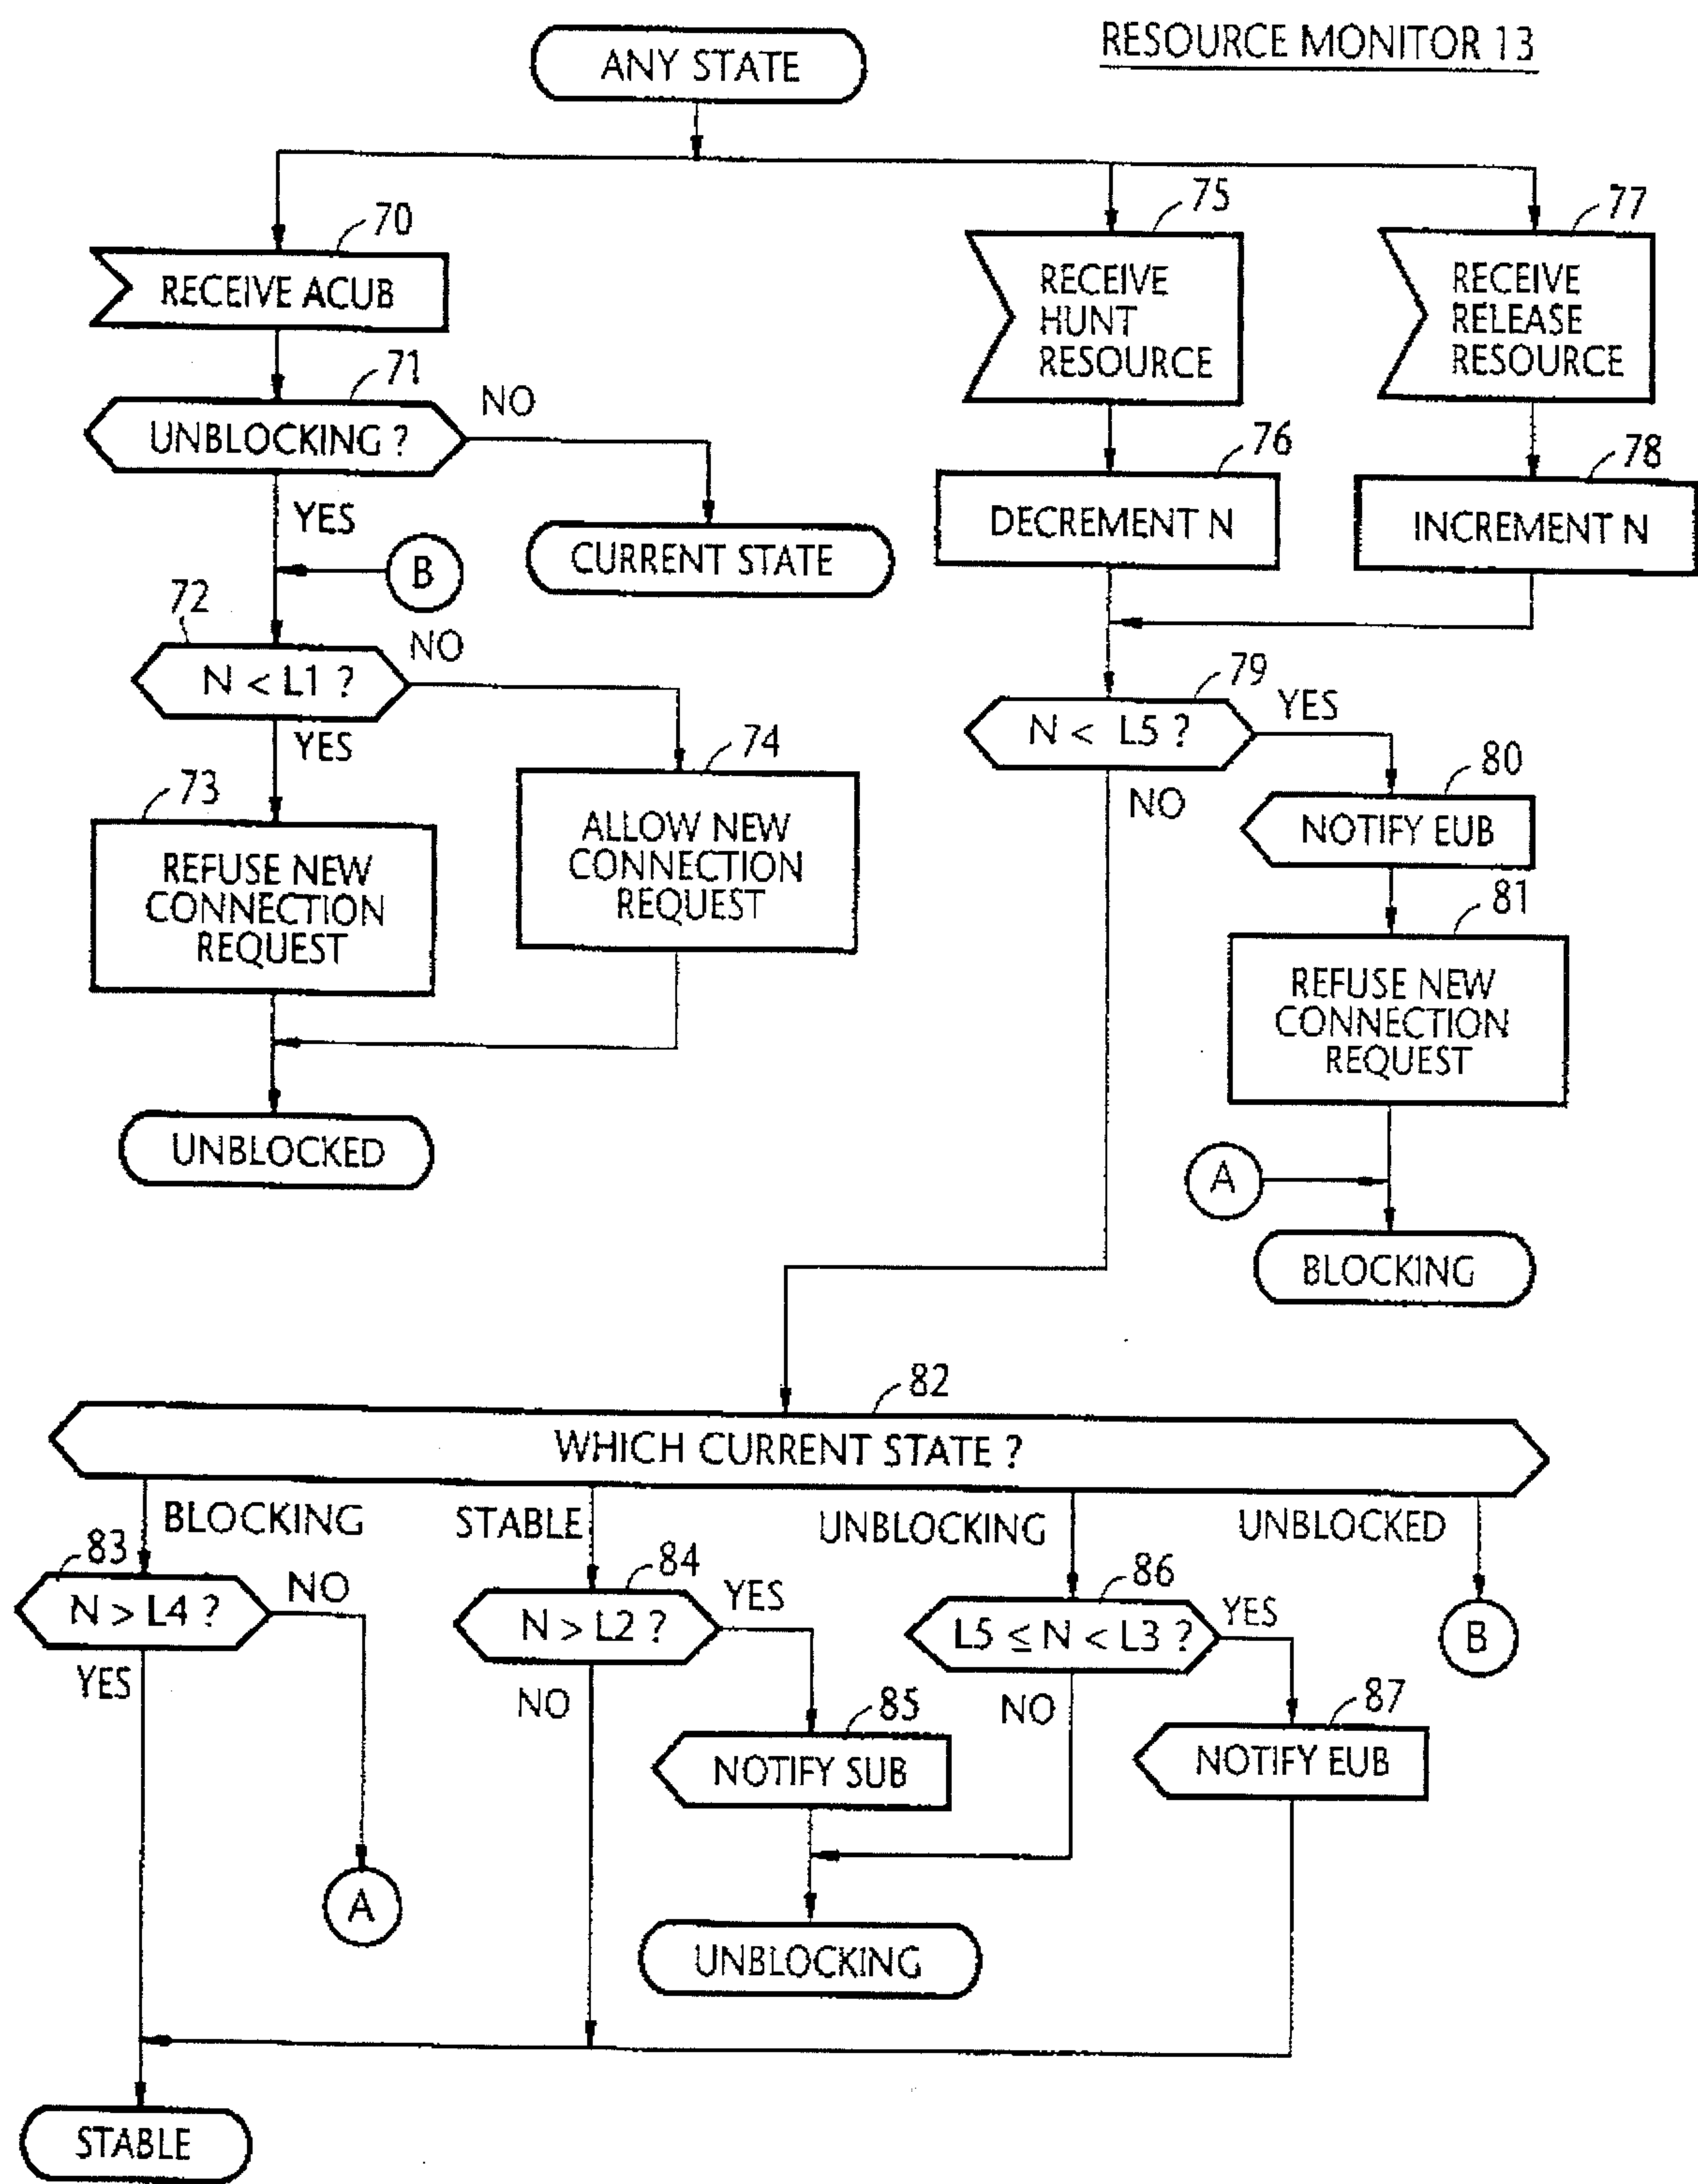 RESOURCE MONITOR 13
ANY STATE
70
RECEIVE ACUB
71
UNBLOCKING ?
NO
YES
CURRENT STATE
B
72
N < L1 ?
NO
YES
73
REFUSE NEW
CONNECTION
REQUEST
74
ALLOW NEW
CONNECTION
REQUEST
UNBLOCKED
75
RECEIVE
HUNT
RESOURCE
76
DECREMENT N
77
RECEIVE
RELEASE
RESOURCE
78
INCREMENT N
79
N < L5 ?
YES
NO
80
NOTIFY EUB
81
REFUSE NEW
CONNECTION
REQUEST
A
BLOCKING
82
WHICH CURRENT STATE ?
BLOCKING
83
N > L4 ?
NO
YES
A
STABLE
84
N > L2 ?
YES
NO
85
NOTIFY SUB
UNBLOCKING
86
L5 ≤ N < L3 ?
YES
NO
87
NOTIFY EUB
UNBLOCKED
B
UNBLOCKING
STABLE